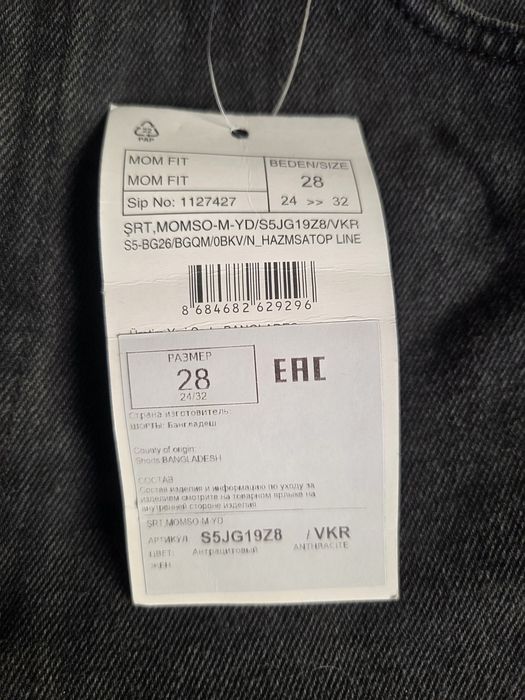 22
PAP
MOM FIT
MOM FIT
Sip No: 1127427
BEDEN/SIZE
28
24 >> 32
ŞRT,MOMSO-M-YD/S5JG19Z8/VKR
S5-BG26/BGQM/0BKV/N_HAZMSATOP LINE
8 684682 629296
РАЗМЕР
28
24/32
EAC
Страна изготовитель:
ШОРТЫ: Бангладеш
County of origin:
Shorts BANGLADESH
СОСТАВ
Состав изделия и информацию по уходу за
изделием смотрите на товарном ярлыке на
внутренней стороне изделия
ŞRT,MOMSO-M-YD
АРТИКУЛ S5JG19Z8 / VKR
ЦВЕТ: Антрацитовый ANTHRACITE
ЖЕН